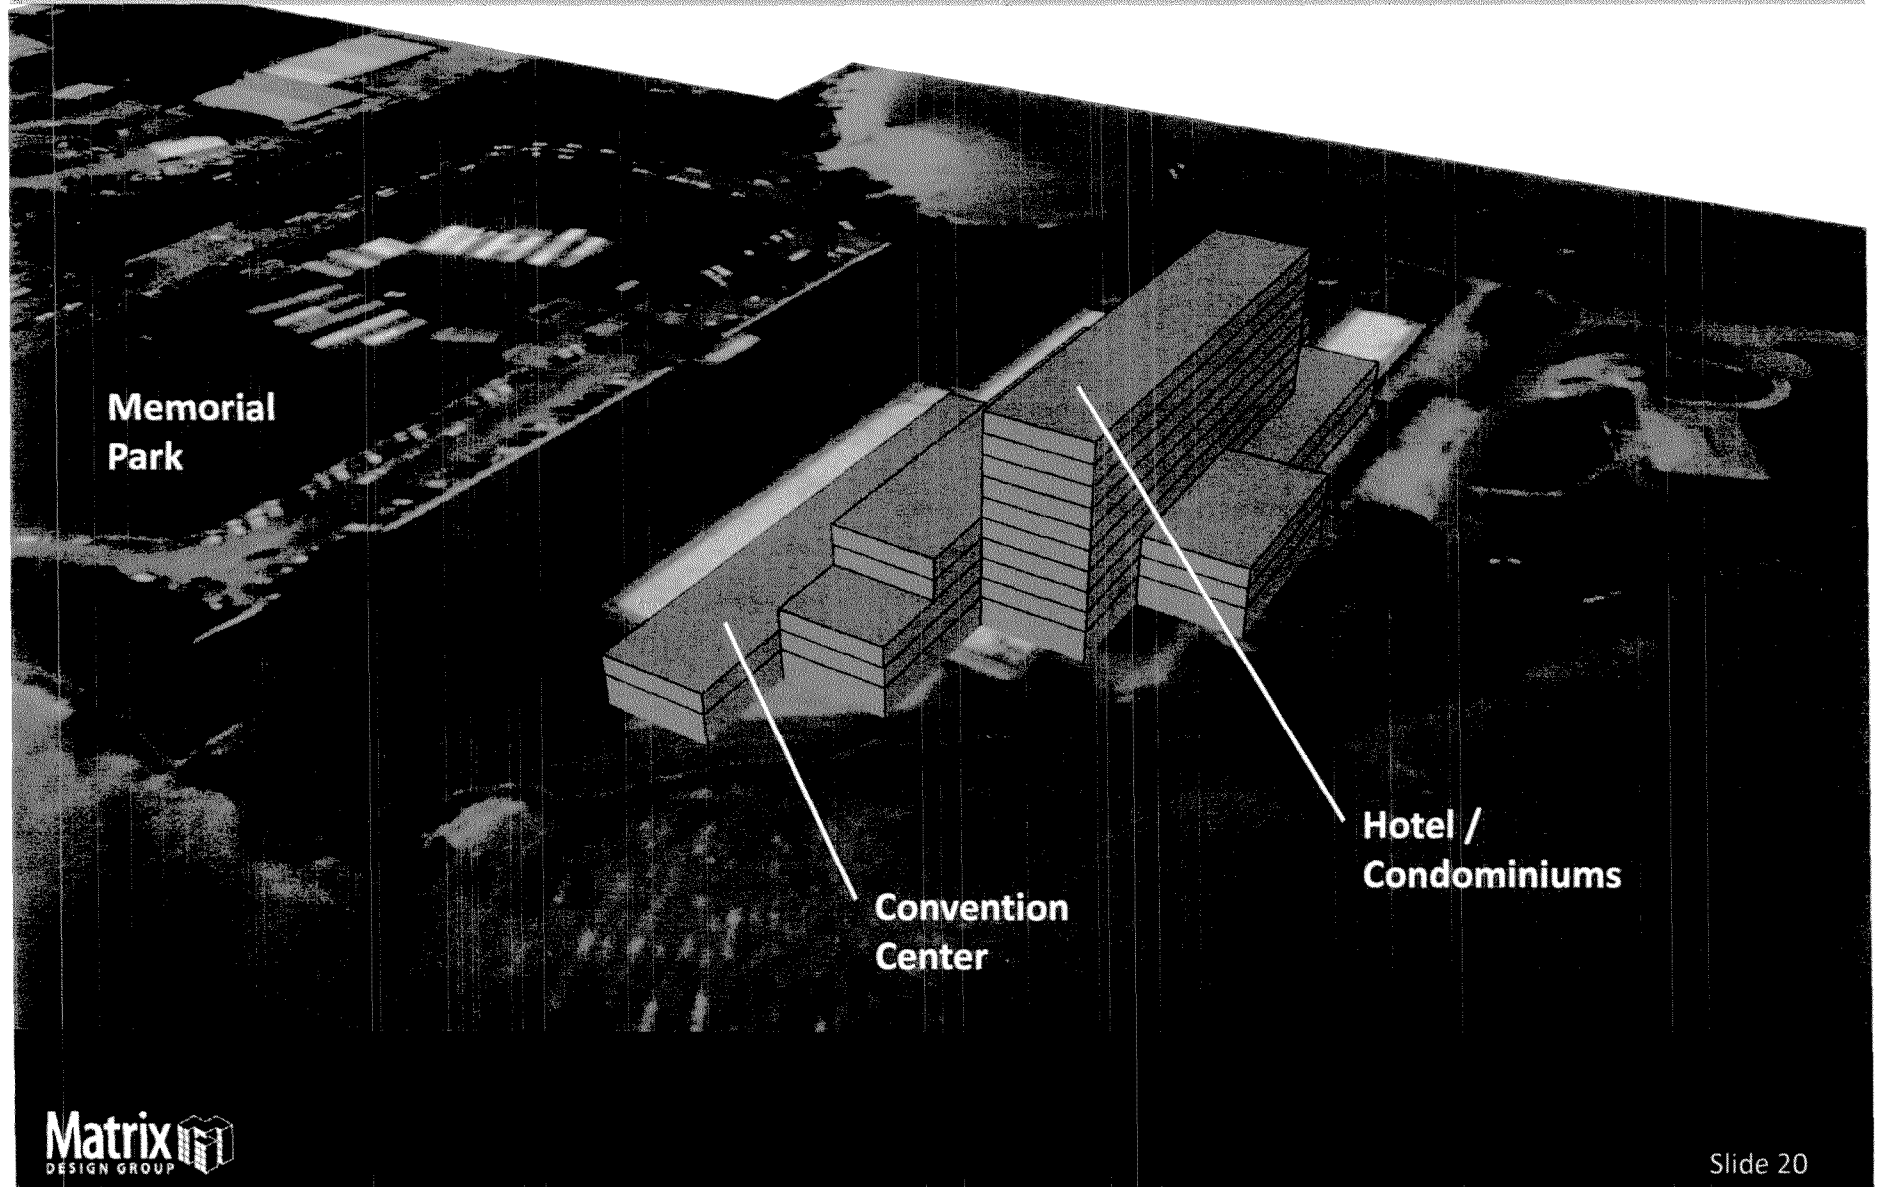 Memorial
Park
Hotel /
Condominiums
Convention
Center
Matrix
DESIGN GROUP
Slide 20